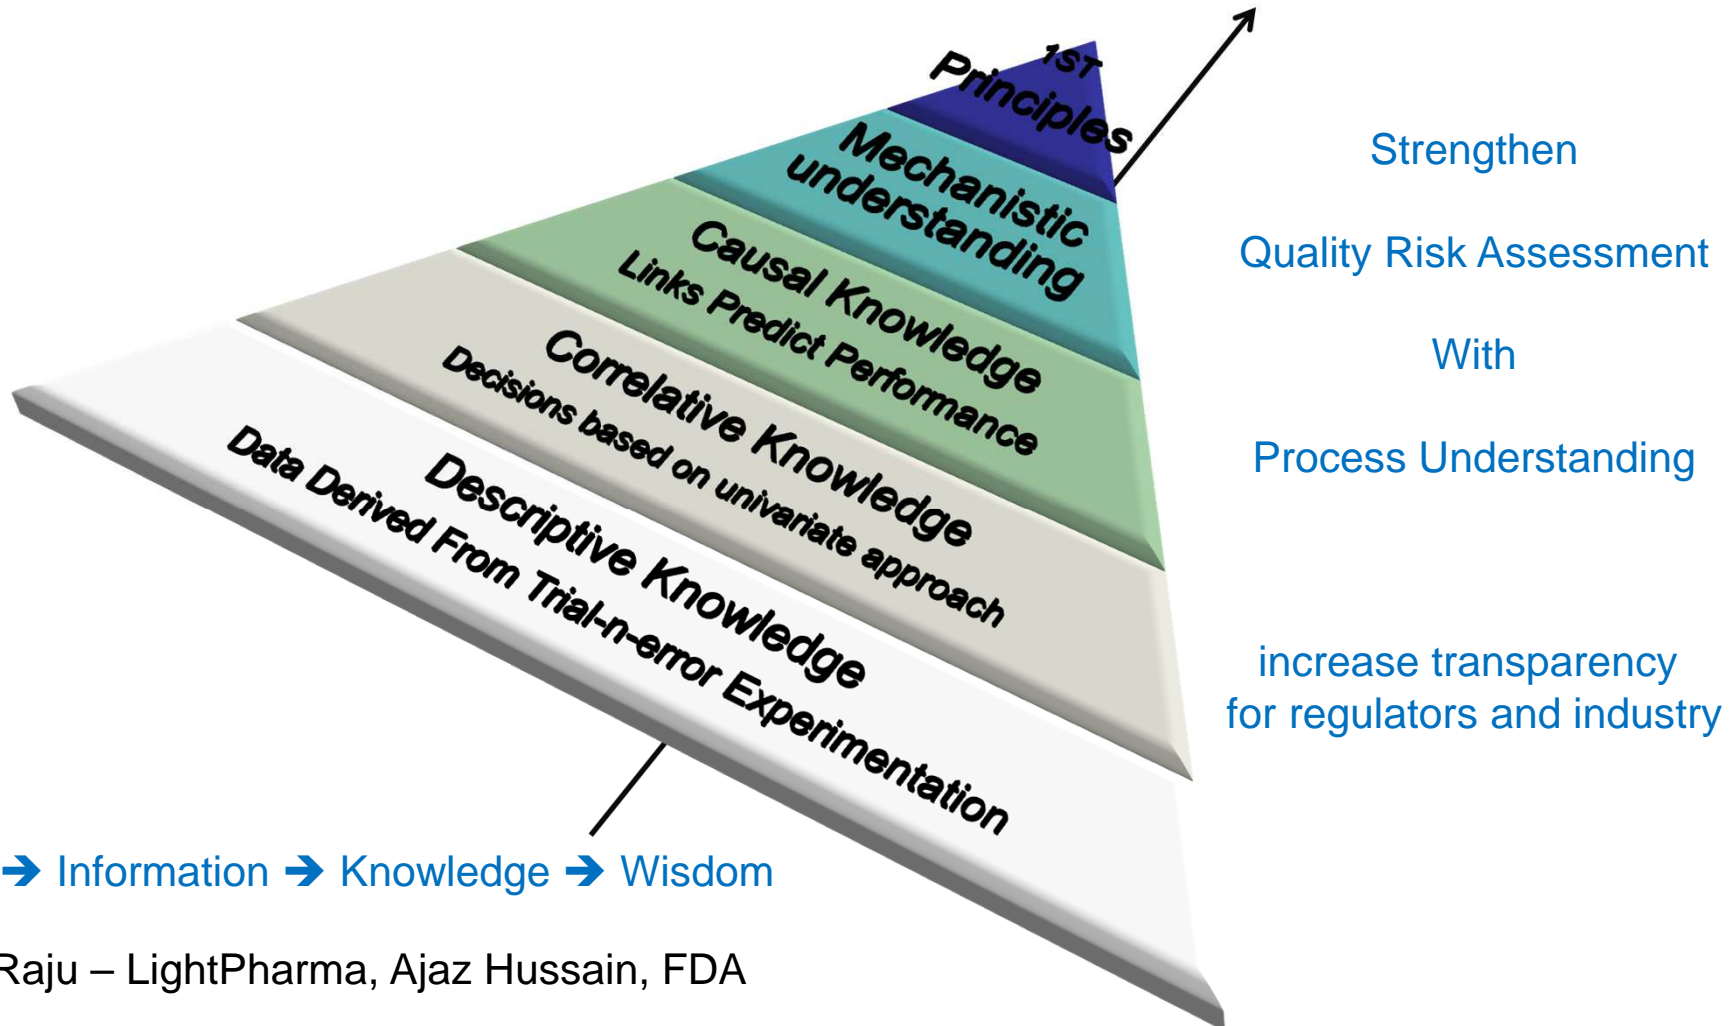 1ST
Principles
Mechanistic
understanding
Causal Knowledge
Links Predict Performance
Correlative Knowledge
Decisions based on univariate approach
Descriptive Knowledge
Data Derived From Trial-n-error Experimentation
Strengthen
Quality Risk Assessment
With
Process Understanding
increase transparency
for regulators and industry
➔ Information ➔ Knowledge ➔ Wisdom
Raju – LightPharma, Ajaz Hussain, FDA